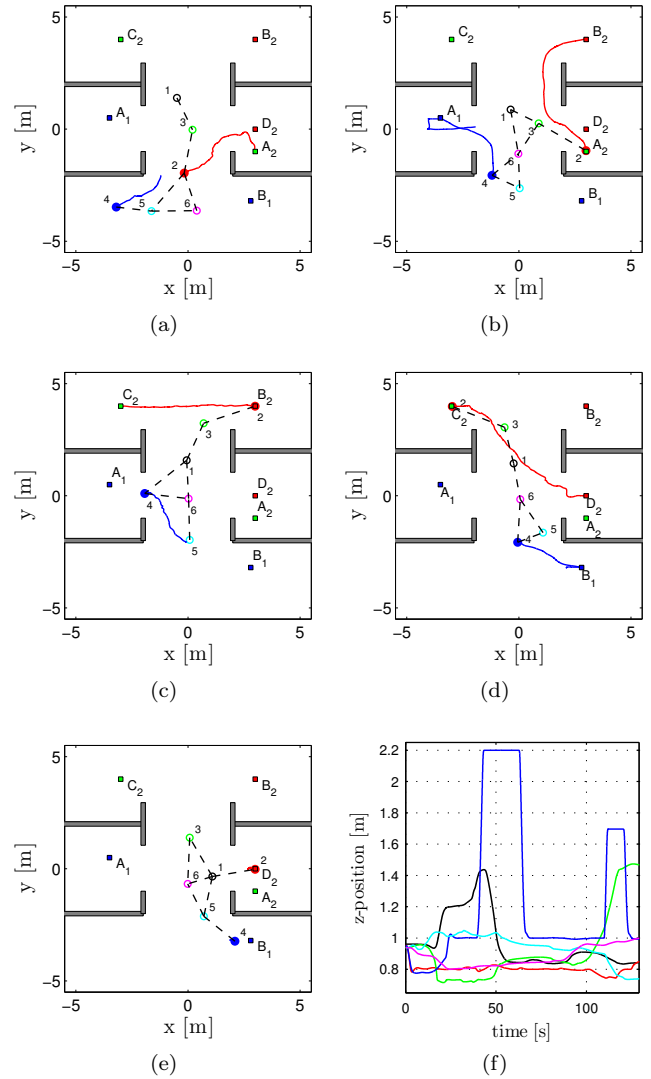 5
0
−5
y [m]
C₂
B₂
1
3
A₁
D₂
A₂
2
4
5
6
B₁
−5
0
5
x [m]
(a)
5
0
−5
y [m]
C₂
B₂
A₁
1
3
D₂
A₂
2
6
4
5
B₁
−5
0
5
x [m]
(b)
5
0
−5
y [m]
C₂
B₂
2
3
1
A₁
4
D₂
6
A₂
5
B₁
−5
0
5
x [m]
(c)
5
0
−5
y [m]
2
C₂
B₂
3
1
A₁
6
D₂
A₂
5
4
B₁
−5
0
5
x [m]
(d)
5
0
−5
y [m]
C₂
B₂
3
A₁
1
2
D₂
6
A₂
5
4
B₁
−5
0
5
x [m]
(e)
2.2
2
1.8
1.6
1.4
1.2
1
0.8
z-position [m]
0
50
100
time [s]
(f)